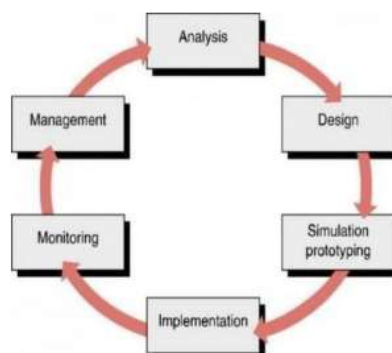 Analysis
Design
Simulation
prototyping
Implementation
Monitoring
Management